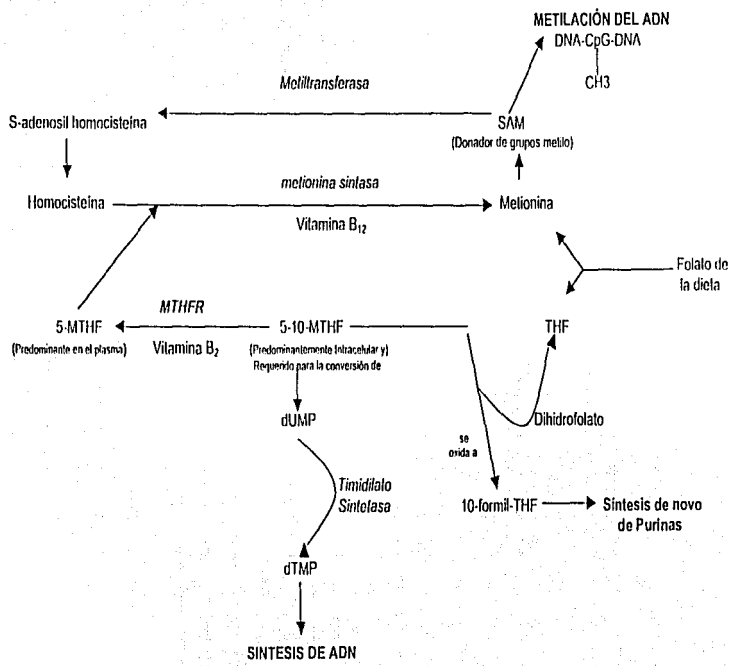 METILACIÓN DEL ADN
DNA-CpG-DNA
CH3
Metiltransferasa
S-adenosil homocisteína
SAM
(Donador de grupos metilo)
Homocisteína
metionina sintasa
Metionina
Vitamina B12
Folato de
la dieta
MTHFR
5-MTHF
5-10-MTHF
THF
(Predominante en el plasma)
Vitamina B2
(Predominantemente Intracelular y)
Requerido para la conversión de
dUMP
Dihidrofolato
se
oxida a
Timidilato
Sintetasa
10-formil-THF
Síntesis de novo
de Purinas
dTMP
SINTESIS DE ADN